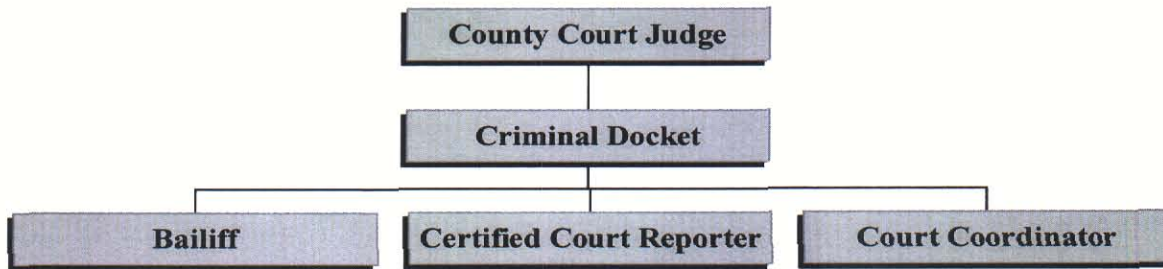 County Court Judge
Criminal Docket
Bailiff
Certified Court Reporter
Court Coordinator